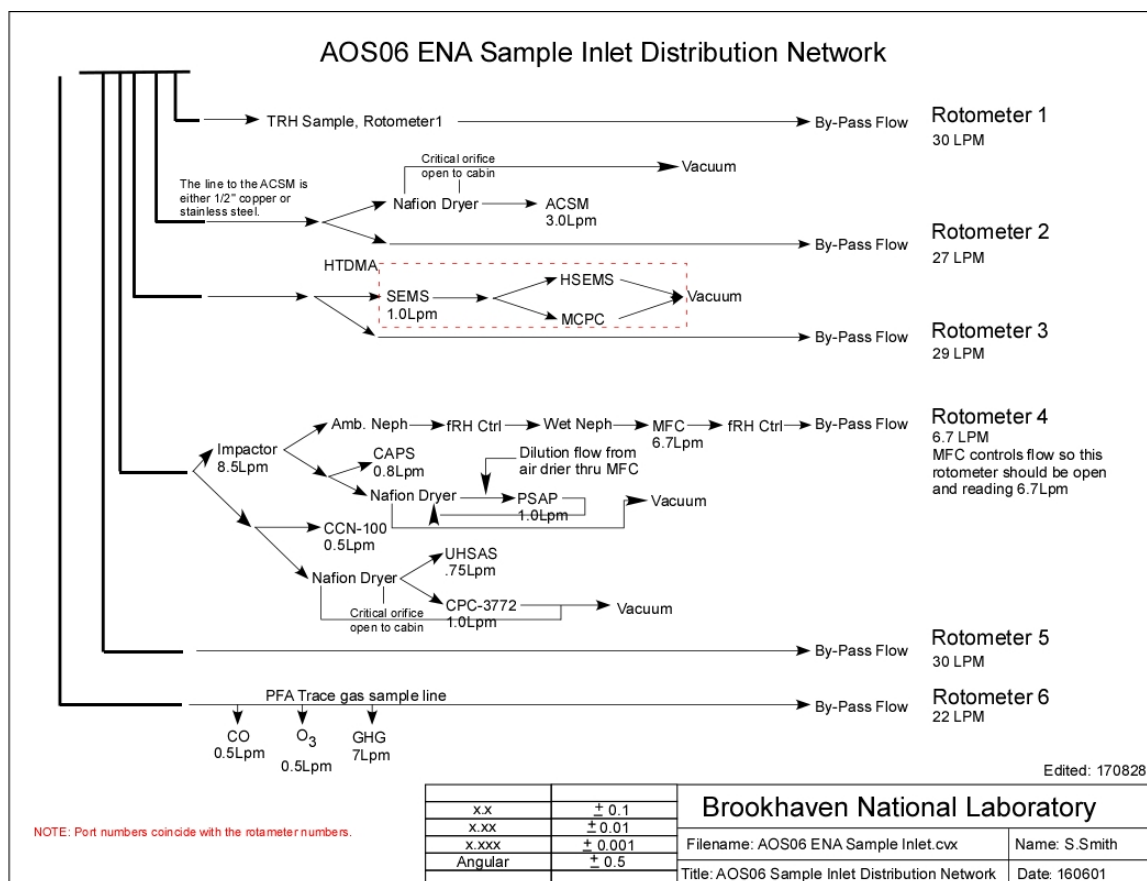 AOS06 ENA Sample Inlet Distribution Network
TRH Sample, Rotometer1
By-Pass Flow
Rotometer 1
30 LPM
Critical orifice
open to cabin
Vacuum
The line to the ACSM is
either 1/2" copper or
stainless steel.
Nafion Dryer
ACSM
3.0Lpm
By-Pass Flow
Rotometer 2
27 LPM
HTDMA
SEMS
1.0Lpm
HSEMS
MCPC
Vacuum
By-Pass Flow
Rotometer 3
29 LPM
Impactor
8.5Lpm
Amb. Neph
fRH Ctrl
Wet Neph
MFC
6.7Lpm
fRH Ctrl
By-Pass Flow
Rotometer 4
6.7 LPM
MFC controls flow so this
rotometer should be open
and reading 6.7Lpm
CAPS
0.8Lpm
Dilution flow from
air drier thru MFC
Nafion Dryer
PSAP
1.0Lpm
Vacuum
CCN-100
0.5Lpm
UHSAS
.75Lpm
Nafion Dryer
Critical orifice
open to cabin
CPC-3772
1.0Lpm
Vacuum
By-Pass Flow
Rotometer 5
30 LPM
PFA Trace gas sample line
By-Pass Flow
Rotometer 6
22 LPM
CO
0.5Lpm
O3
0.5Lpm
GHG
7Lpm
Edited: 170828
NOTE: Port numbers coincide with the rotameter numbers.
x.x ± 0.1
x.xx ± 0.01
x.xxx ± 0.001
Angular ± 0.5
Brookhaven National Laboratory
Filename: AOS06 ENA Sample Inlet.cvx
Name: S.Smith
Title: AOS06 Sample Inlet Distribution Network
Date: 160601